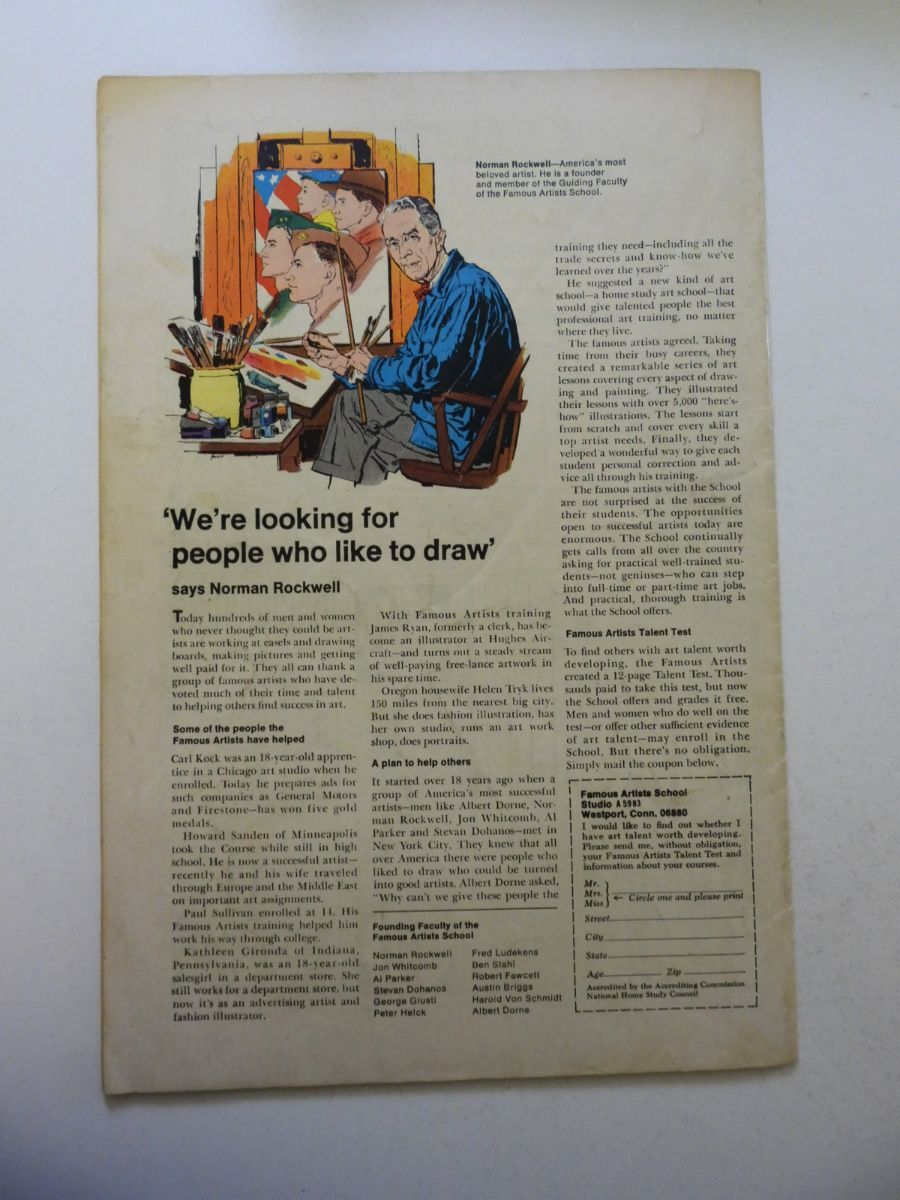 Norman Rockwell—America's most
beloved artist. He is a founder
and member of the Guiding Faculty
of the Famous Artists School.
'We're looking for
people who like to draw'
says Norman Rockwell
Today hundreds of men and women
who never thought they could be art-
ists are working at easels and drawing
boards, making pictures and getting
well paid for it. They all can thank a
group of famous artists who have de-
voted much of their time and talent
to helping others find success in art.
Some of the people the
Famous Artists have helped
Carl Kock was an 18-year-old appren-
tice in a Chicago art studio when he
enrolled. Today he prepares ads for
such companies as General Motors
and Firestone—has won five gold
medals.
Howard Sanden of Minneapolis
took the Course while still in high
school. He is now a successful artist—
recently he and his wife traveled
through Europe and the Middle East
on important art assignments.
Paul Sullivan enrolled at 14. His
Famous Artists training helped him
work his way through college.
Kathleen Gironda of Indiana,
Pennsylvania, was an 18-year-old
salesgirl in a department store. She
still works for a department store, but
now it's as an advertising artist and
fashion illustrator.
With Famous Artists training
James Ryan, formerly a clerk, has be-
come an illustrator at Hughes Air-
craft—and turns out a steady stream
of well-paying free-lance artwork in
his spare time.
Oregon housewife Helen Tryk lives
150 miles from the nearest big city.
But she does fashion illustration, has
her own studio, runs an art work
shop, does portraits.
A plan to help others
It started over 18 years ago when a
group of America's most successful
artists—men like Albert Dorne, Nor-
man Rockwell, Jon Whitcomb, Al
Parker and Stevan Dohanos—met in
New York City. They knew that all
over America there were people who
liked to draw who could be turned
into good artists. Albert Dorne asked,
"Why can't we give these people the
Founding Faculty of the
Famous Artists School
Norman Rockwell
Jon Whitcomb
Al Parker
Stevan Dohanos
George Giusti
Peter Helck
Fred Ludekens
Ben Stahl
Robert Fawcett
Austin Briggs
Harold Von Schmidt
Albert Dorne
training they need—including all the
trade secrets and know-how we've
learned over the years?"
He suggested a new kind of art
school—a home study art school—that
would give talented people the best
professional art training, no matter
where they live.
The famous artists agreed. Taking
time from their busy careers, they
created a remarkable series of art
lessons covering every aspect of draw-
ing and painting. They illustrated
their lessons with over 5,000 "here's-
how" illustrations. The lessons start
from scratch and cover every skill a
top artist needs. Finally, they de-
veloped a wonderful way to give each
student personal correction and ad-
vice all through his training.
The famous artists with the School
are not surprised at the success of
their students. The opportunities
open to successful artists today are
enormous. The School continually
gets calls from all over the country
asking for practical well-trained stu-
dents—not geniuses—who can step
into full-time or part-time art jobs.
And practical, thorough training is
what the School offers.
Famous Artists Talent Test
To find others with art talent worth
developing, the Famous Artists
created a 12-page Talent Test. Thou-
sands paid to take this test, but now
the School offers and grades it free.
Men and women who do well on the
test—or offer other sufficient evidence
of art talent—may enroll in the
School. But there's no obligation.
Simply mail the coupon below.
Famous Artists School
Studio A 5983
Westport, Conn. 06880
I would like to find out whether I
have art talent worth developing.
Please send me, without obligation,
your Famous Artists Talent Test and
information about your courses.
Mr.
Mrs. ← Circle one and please print
Miss
Street
City
State
Age Zip
Accredited by the Accrediting Commission
National Home Study Council